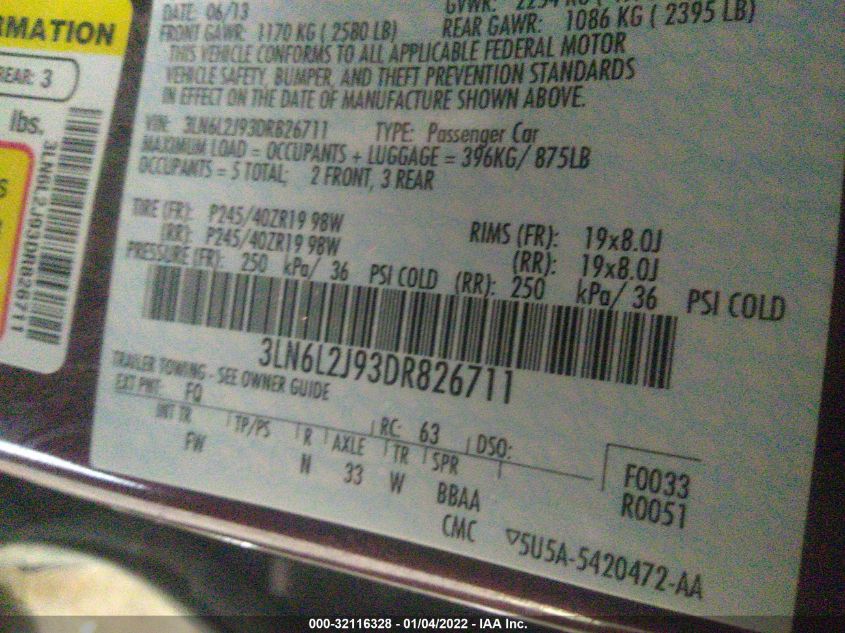 RMATION
REAR: 3
lbs.
S
3LN6L2J93DR826711
DATE: 06/13
FRONT GAWR: 1170 KG ( 2580 LB)
GVWR:
REAR GAWR: 1086 KG ( 2395 LB)
THIS VEHICLE CONFORMS TO ALL APPLICABLE FEDERAL MOTOR
VEHICLE SAFETY, BUMPER, AND THEFT PREVENTION STANDARDS
IN EFFECT ON THE DATE OF MANUFACTURE SHOWN ABOVE.
VIN: 3LN6L2J93DR826711 TYPE: Passenger Car
MAXIMUM LOAD = OCCUPANTS + LUGGAGE = 396KG/ 875LB
OCCUPANTS = 5 TOTAL; 2 FRONT, 3 REAR
TIRE (FR): P245/40ZR19 98W RIMS (FR): 19x8.0J
(RR): P245/40ZR19 98W (RR): 19x8.0J
PRESSURE (FR): 250 kPa/ 36 PSI COLD (RR): 250 kPa/ 36 PSI COLD
3LN6L2J93DR826711
TRAILER TOWING - SEE OWNER GUIDE
EXT PNT: FQ RC: 63 DSO:
INT TR TP/PS R AXLE TR SPR
FW N 33 W BBAA
CMC
F0033
R0051
▽5U5A-5420472-AA
000-32116328 - 01/04/2022 - IAA Inc.